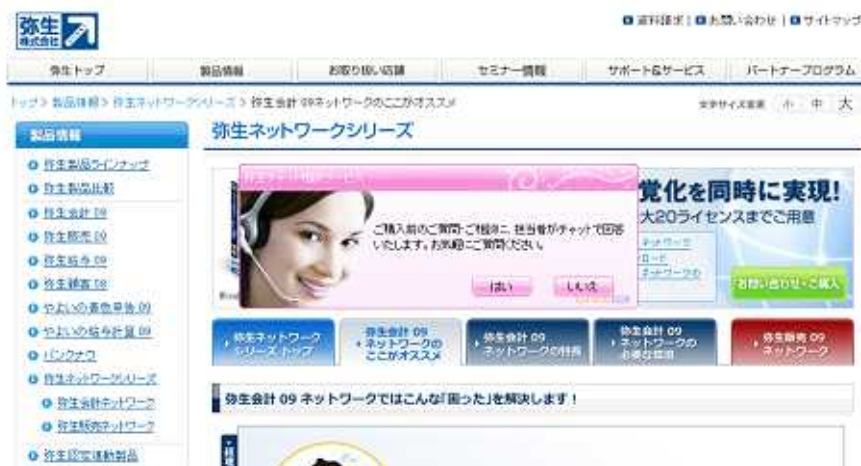 弥生
株式会社
資料請求 | お問い合わせ | サイトマップ
弥生トップ 製品情報 お取り扱い店舗 セミナー情報 サポート&サービス パートナープログラム
トップ > 製品情報 > 弥生ネットワークシリーズ > 弥生会計 09ネットワークのここがオススメ
文字サイズ変更 小 中 大
製品情報
弥生ネットワークシリーズ
弥生製品ラインナップ
弥生製品比較
弥生会計 09
弥生販売 09
弥生給与 09
弥生顧客 09
やよいの青色申告 09
やよいの給与計算 09
弥生ネットワークシリーズ
弥生会計ネットワーク
弥生販売ネットワーク
弥生認定連動製品
覚化を同時に実現!
大20ライセンスまでご用意
ご購入前のご質問・ご相談に、担当者がチャットで回答
いたします。お気軽にご質問ください。
はい いいえ
お問い合わせ・ご購入
弥生ネットワーク
シリーズ トップ
弥生会計 09
ネットワークの
ここがオススメ
弥生会計 09
ネットワークの特長
弥生会計 09
ネットワークの
必要な環境
弥生販売 09
ネットワーク
弥生会計 09 ネットワークではこんな「困った」を解決します!